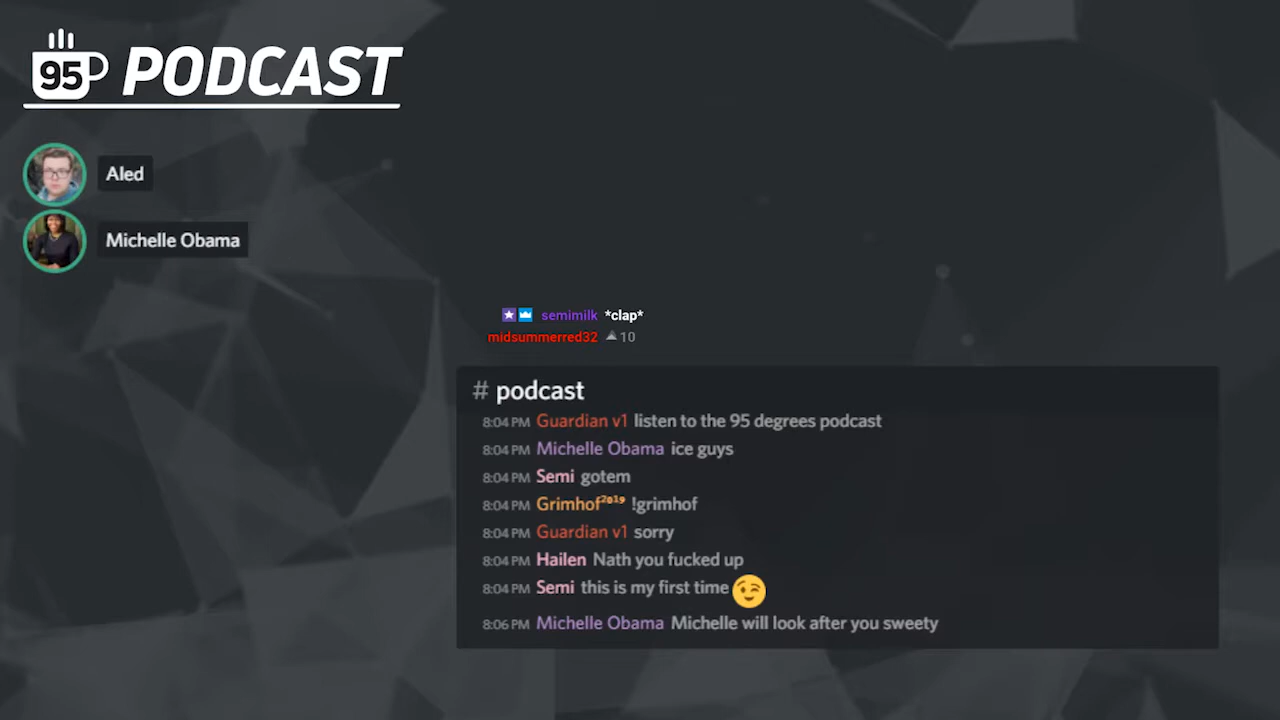 95 PODCAST
Aled
Michelle Obama
semimilk *clap*
midsummerred32 10
# podcast
8:04 PM Guardian v1 listen to the 95 degrees podcast
8:04 PM Michelle Obama ice guys
8:04 PM Semi gotem
8:04 PM Grimhof²⁰¹⁹ !grimhof
8:04 PM Guardian v1 sorry
8:04 PM Hailen Nath you fucked up
8:04 PM Semi this is my first time 😉
8:06 PM Michelle Obama Michelle will look after you sweety